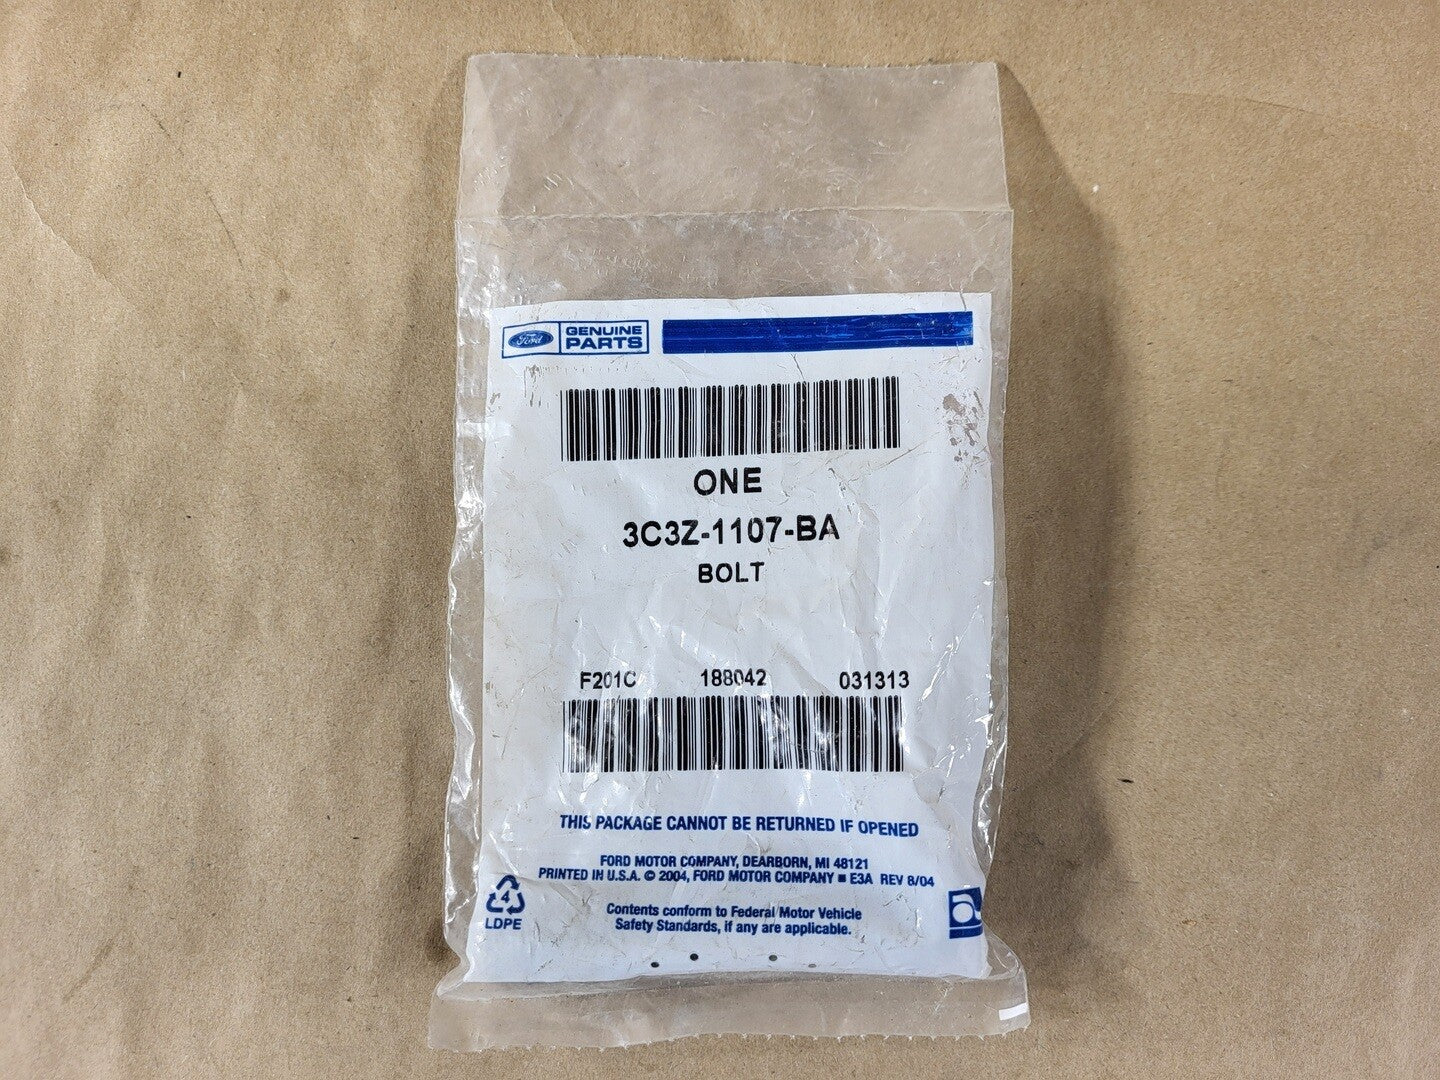 Ford GENUINE PARTS
ONE
3C3Z-1107-BA
BOLT
F201C 188042 031313
THIS PACKAGE CANNOT BE RETURNED IF OPENED
FORD MOTOR COMPANY, DEARBORN, MI 48121
PRINTED IN U.S.A. © 2004, FORD MOTOR COMPANY ■ E3A REV 8/04
4
LDPE
Contents conform to Federal Motor Vehicle
Safety Standards, if any are applicable.